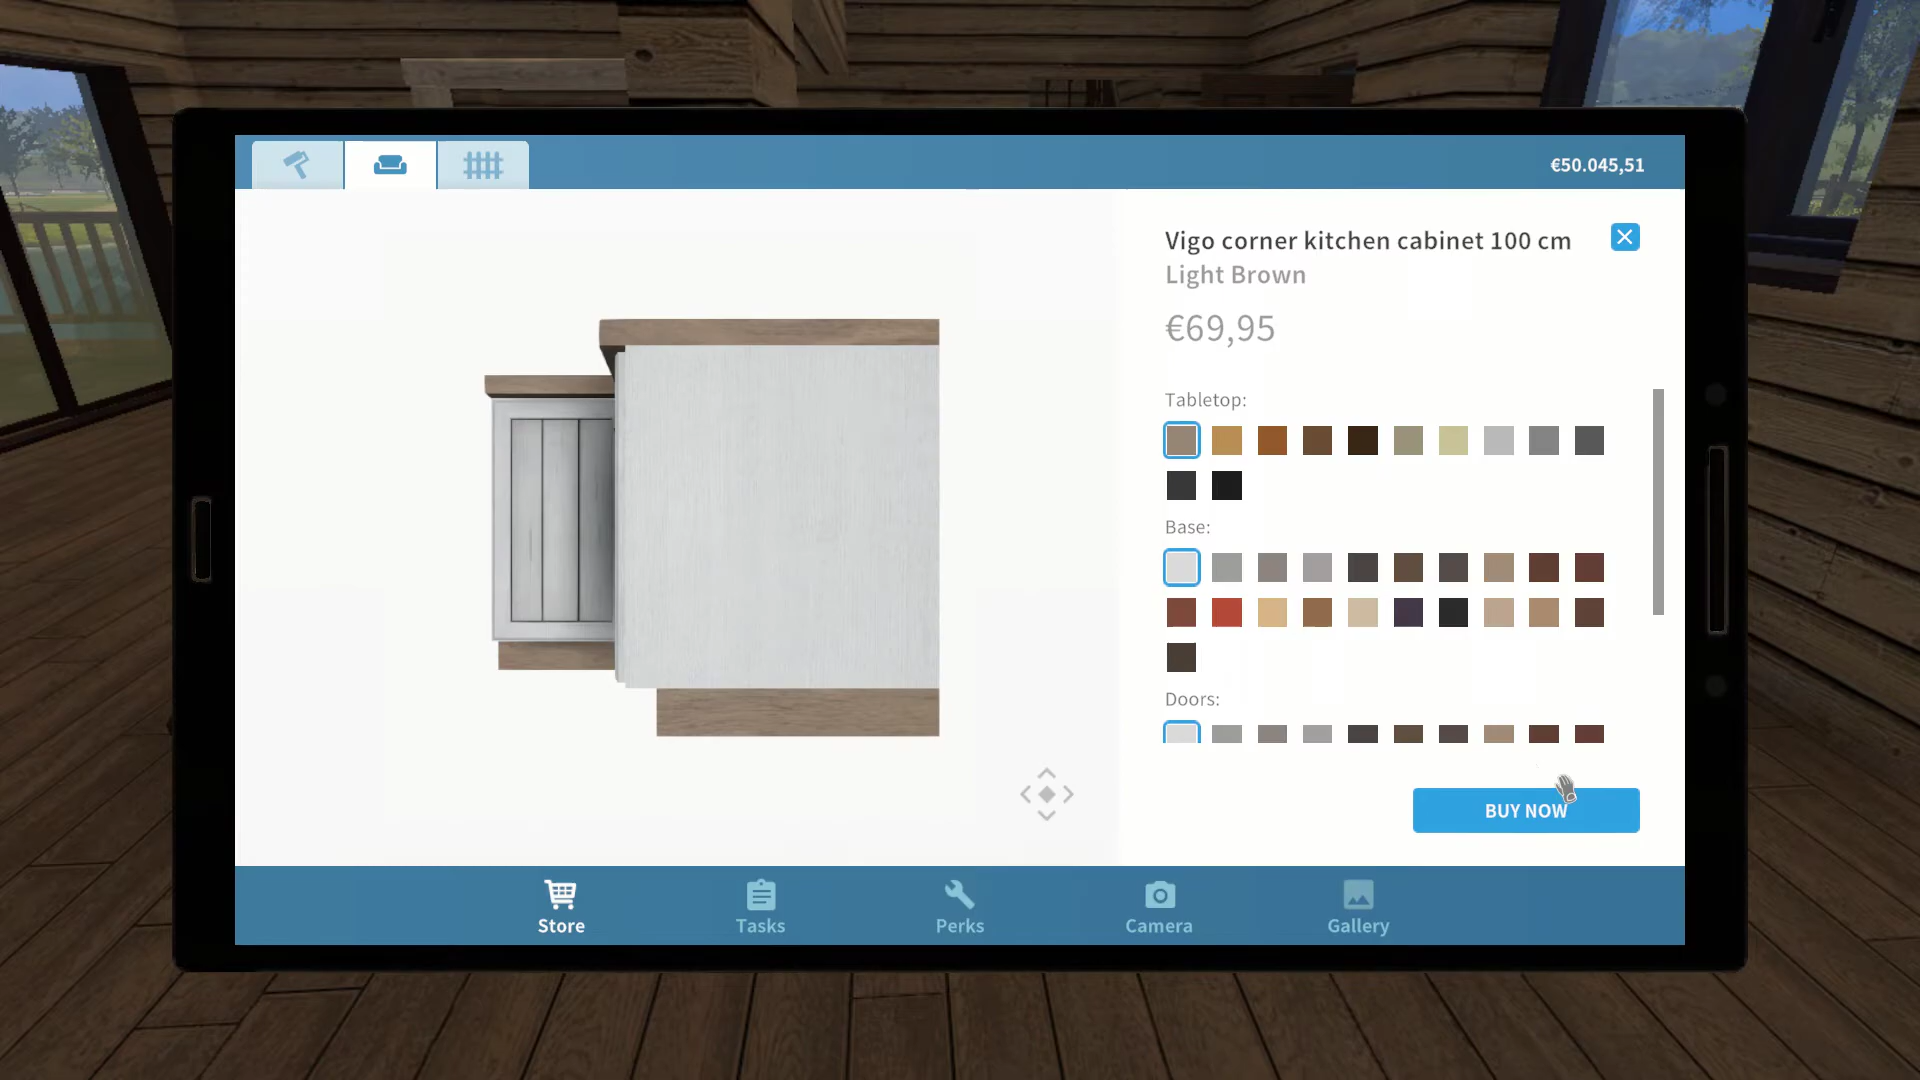 €50.045,51
Vigo corner kitchen cabinet 100 cm
Light Brown
€69,95
Tabletop:
Base:
Doors:
BUY NOW
Store
Tasks
Perks
Camera
Gallery